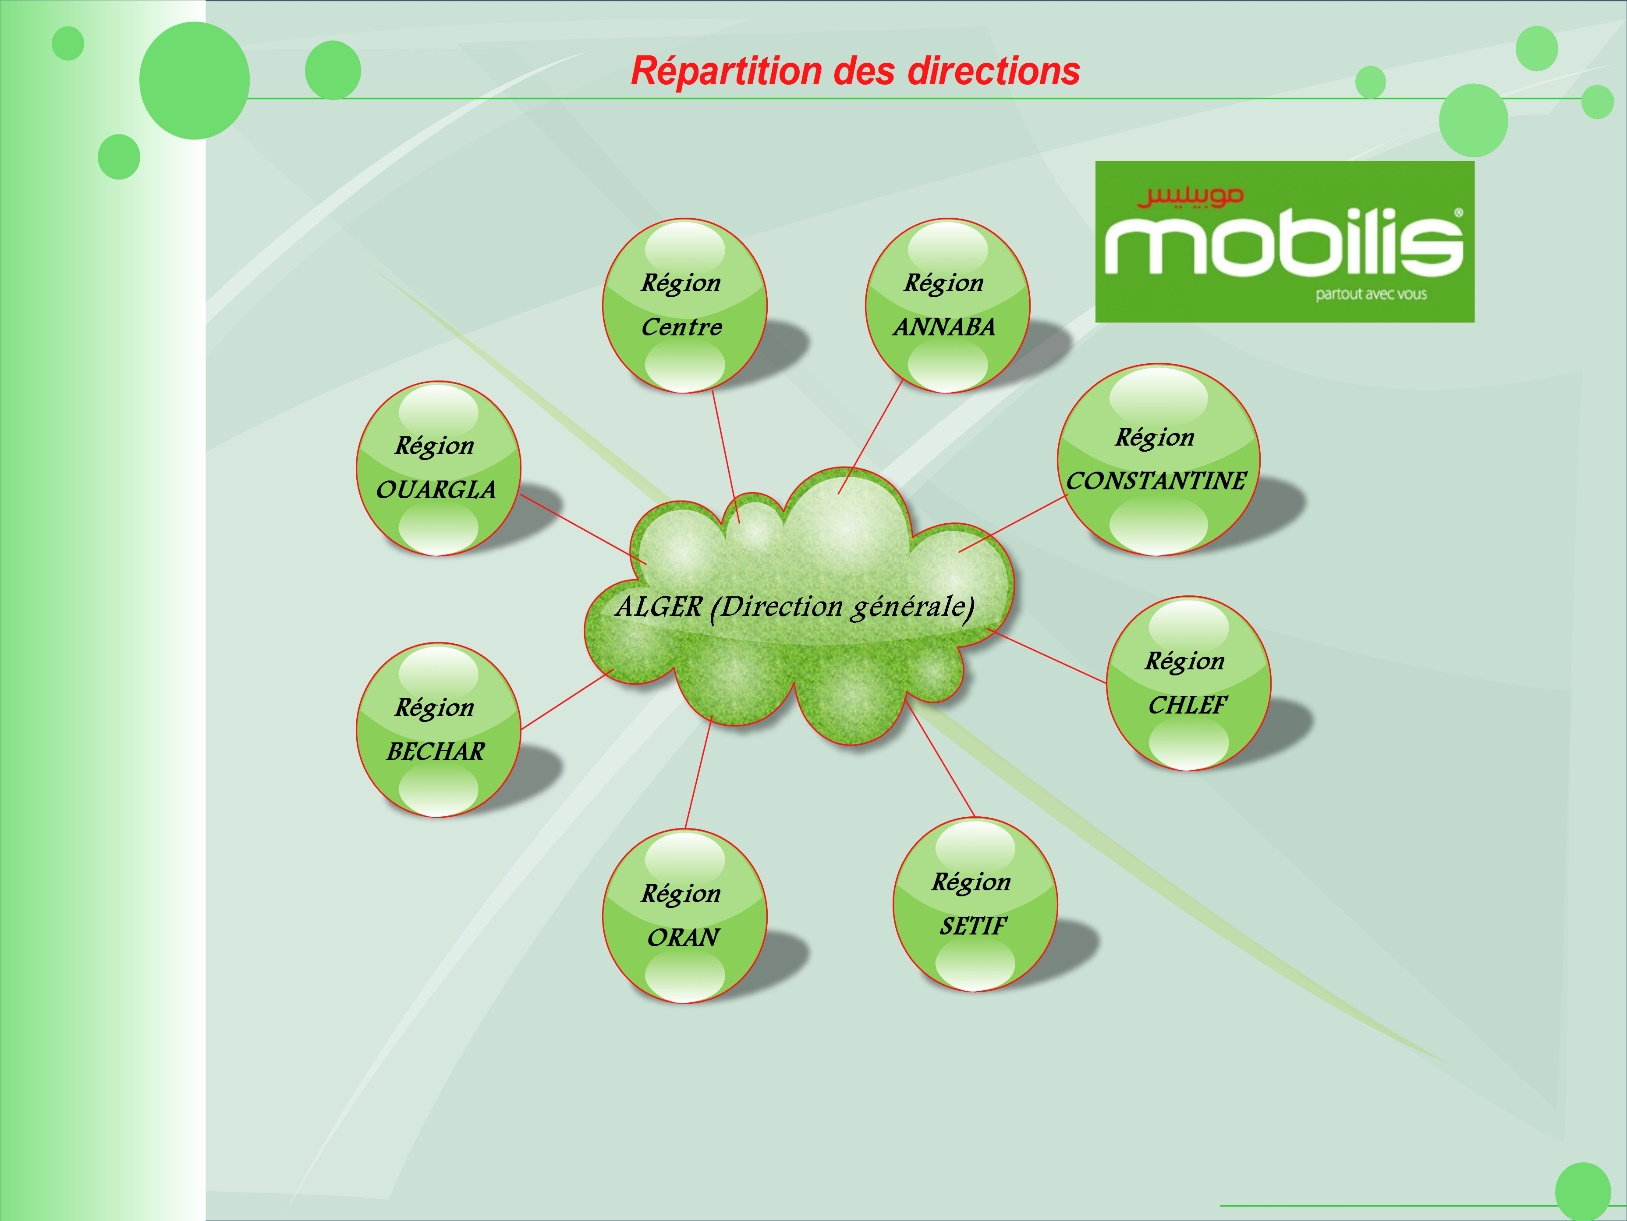 Répartition des directions
موبيليس
mobilis®
partout avec vous
Région
Centre
Région
ANNABA
Région
OUARGLA
Région
CONSTANTINE
ALGER (Direction générale)
Région
BECHAR
Région
CHLEF
Région
ORAN
Région
SETIF